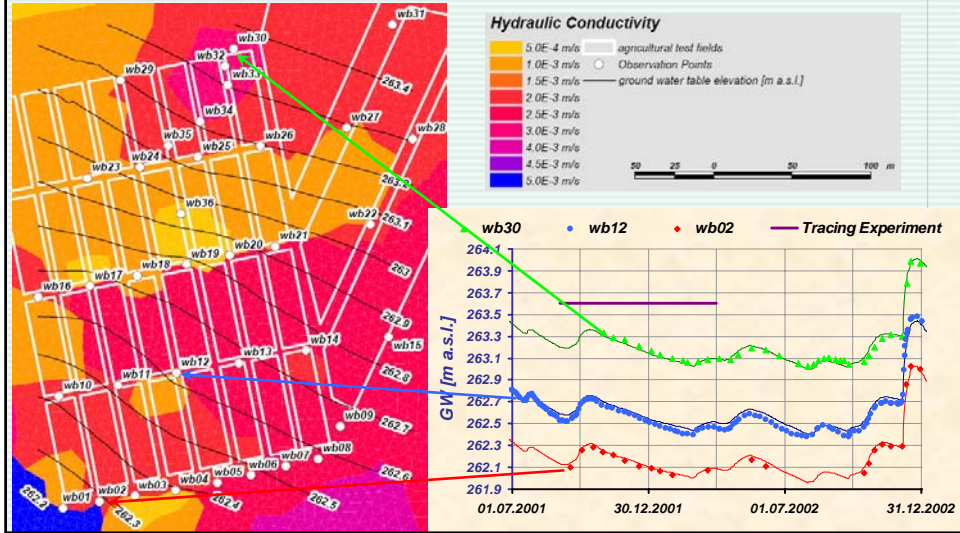 Hydraulic Conductivity
5.0E-4 m/s
1.0E-3 m/s
1.5E-3 m/s
2.0E-3 m/s
2.5E-3 m/s
3.0E-3 m/s
4.0E-3 m/s
4.5E-3 m/s
5.0E-3 m/s
agricultural test fields
Observation Points
ground water table elevation [m a.s.l.]
50 25 0 50 100 m
wb31
wb30
wb32
wb33
wb29
263.4
wb34
wb27
wb28
wb35
wb26
wb25
wb24
wb23
263.2
wb36
wb22
263.1
wb21
wb20
wb19
263
wb18
wb17
wb16
262.9
wb14
wb15
wb13
wb12
262.8
wb11
wb10
wb09
262.7
wb08
wb07
wb06
262.6
wb05
wb04
262.5
wb03
262.4
wb02
wb01
262.3
262.2
wb30 wb12 wb02 Tracing Experiment
GW [m a.s.l.]
264.1
263.9
263.7
263.5
263.3
263.1
262.9
262.7
262.5
262.3
262.1
261.9
01.07.2001 30.12.2001 01.07.2002 31.12.2002